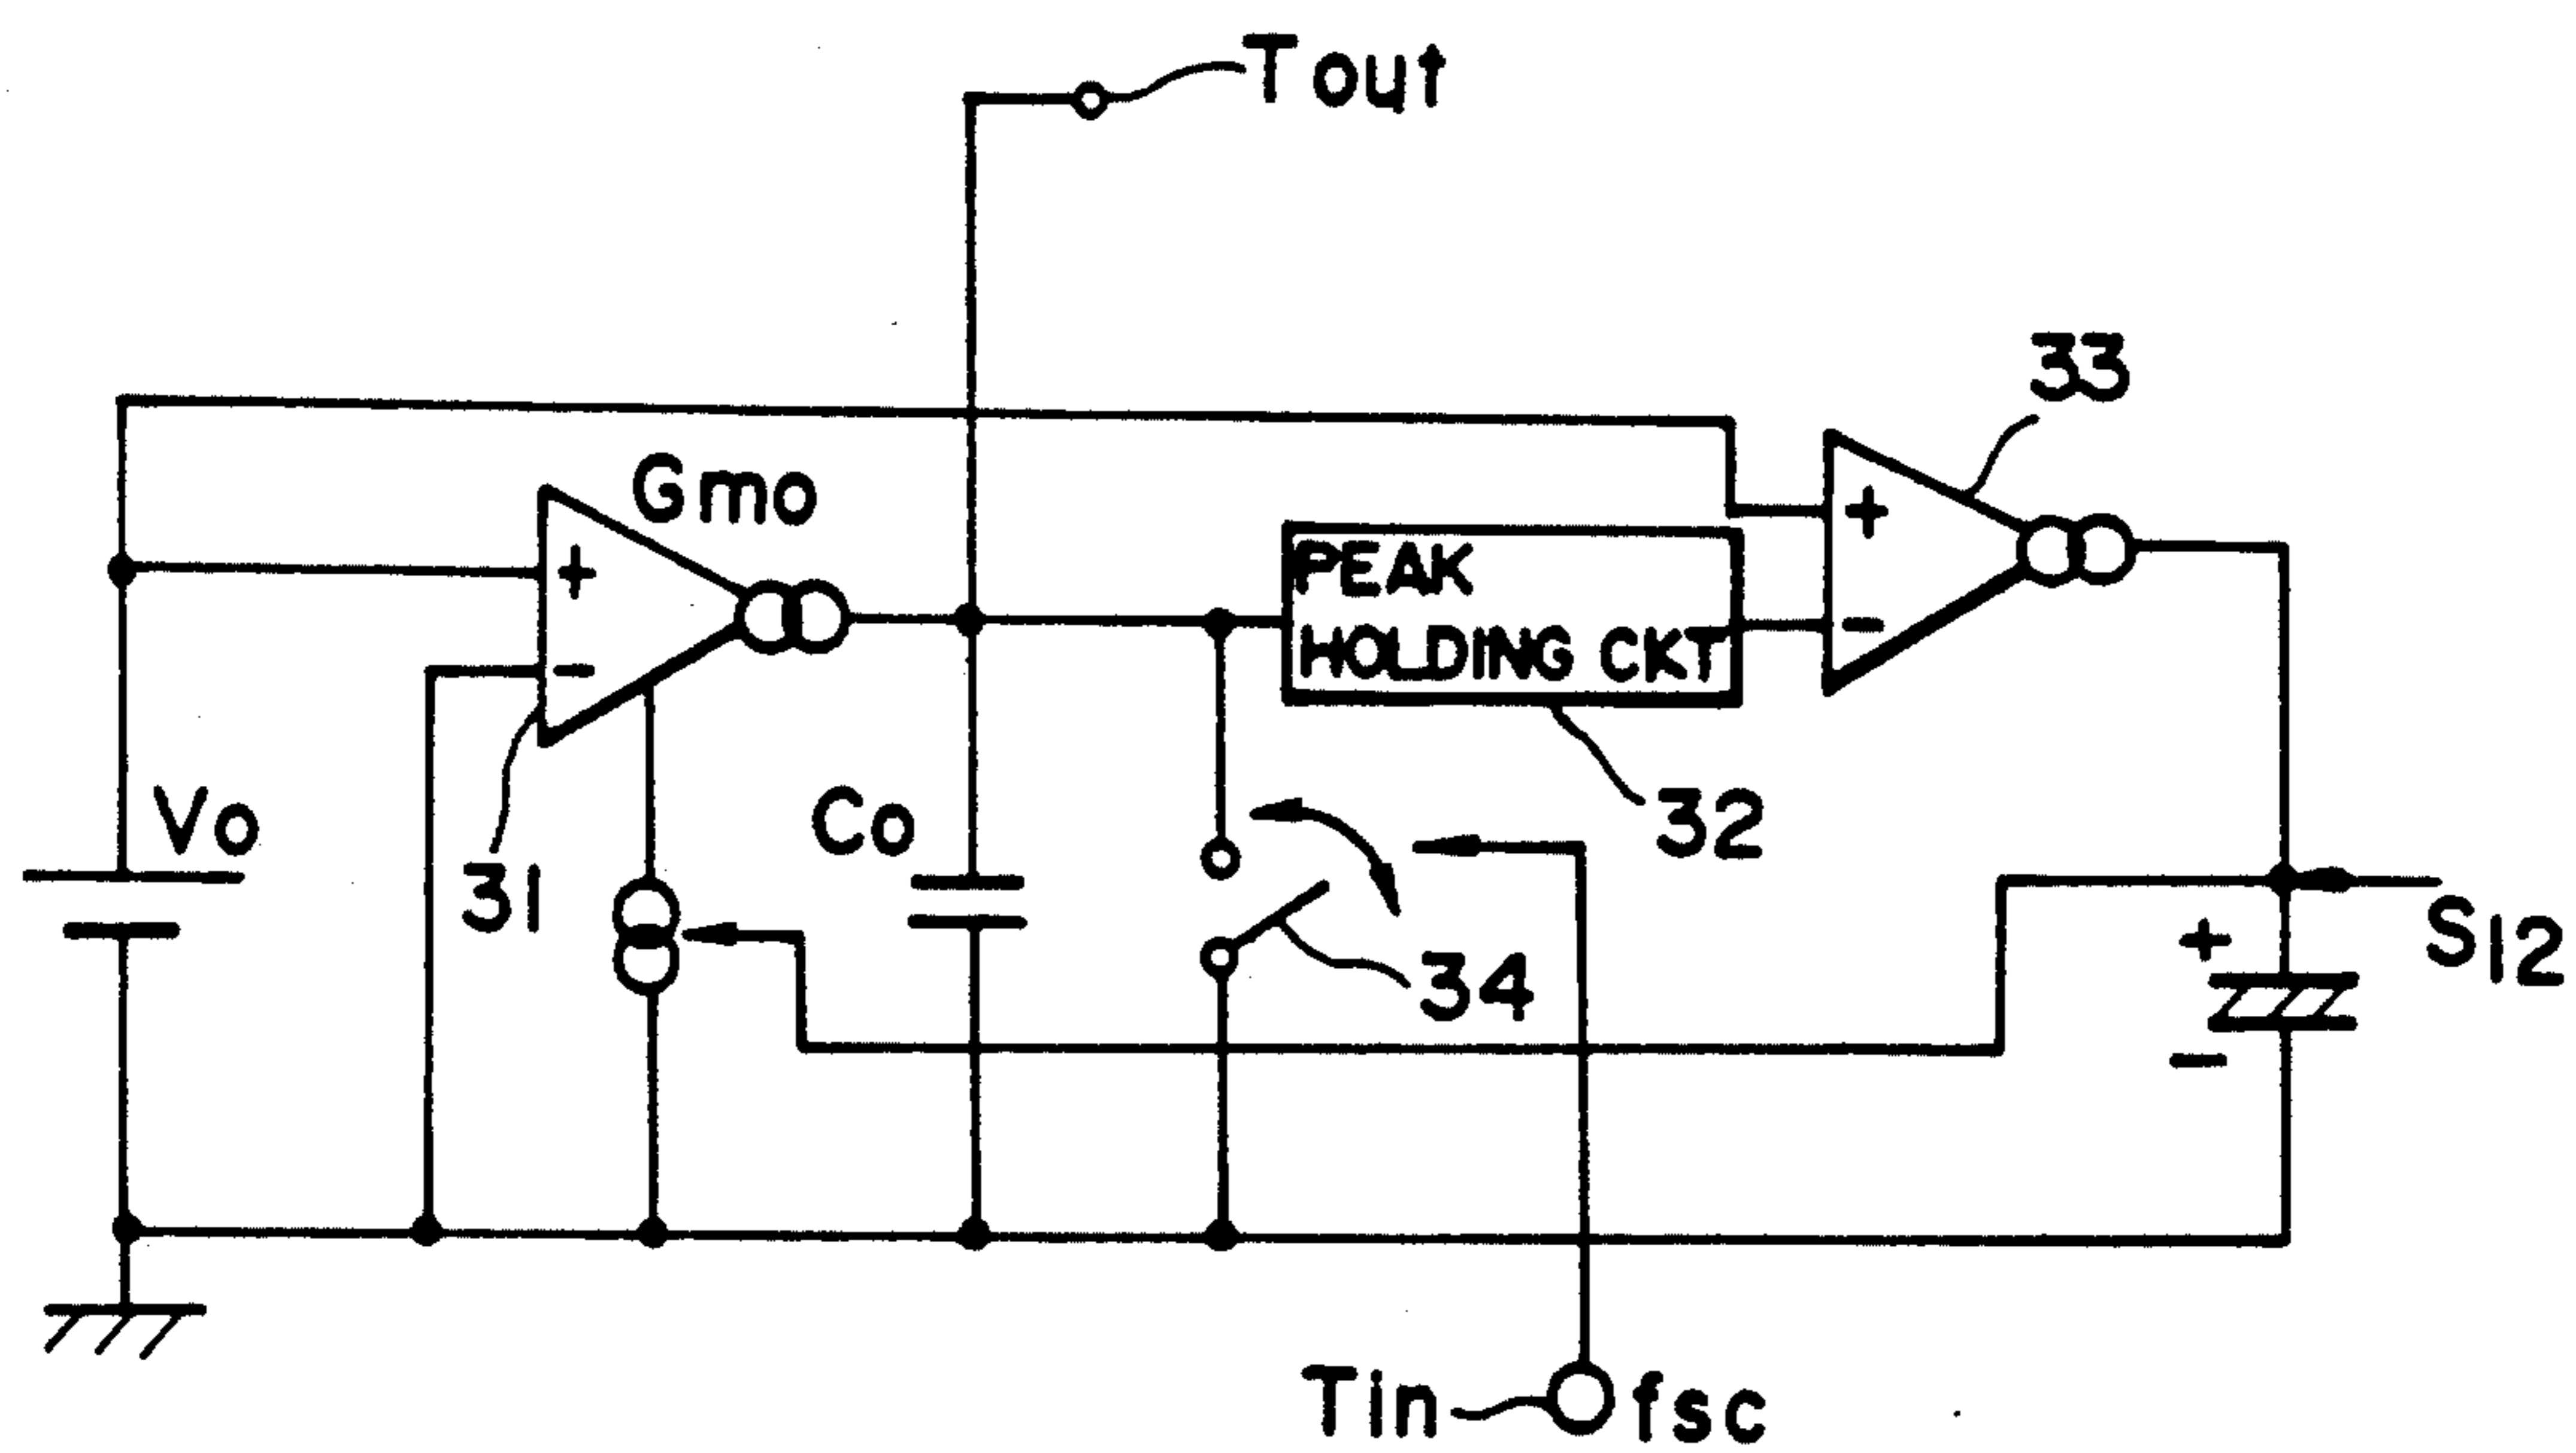 Tout
33
Gmo
+
+
PEAK
HOLDING CKT
-
-
Vo
31
Co
32
34
S12
+
-
Tin
fsc